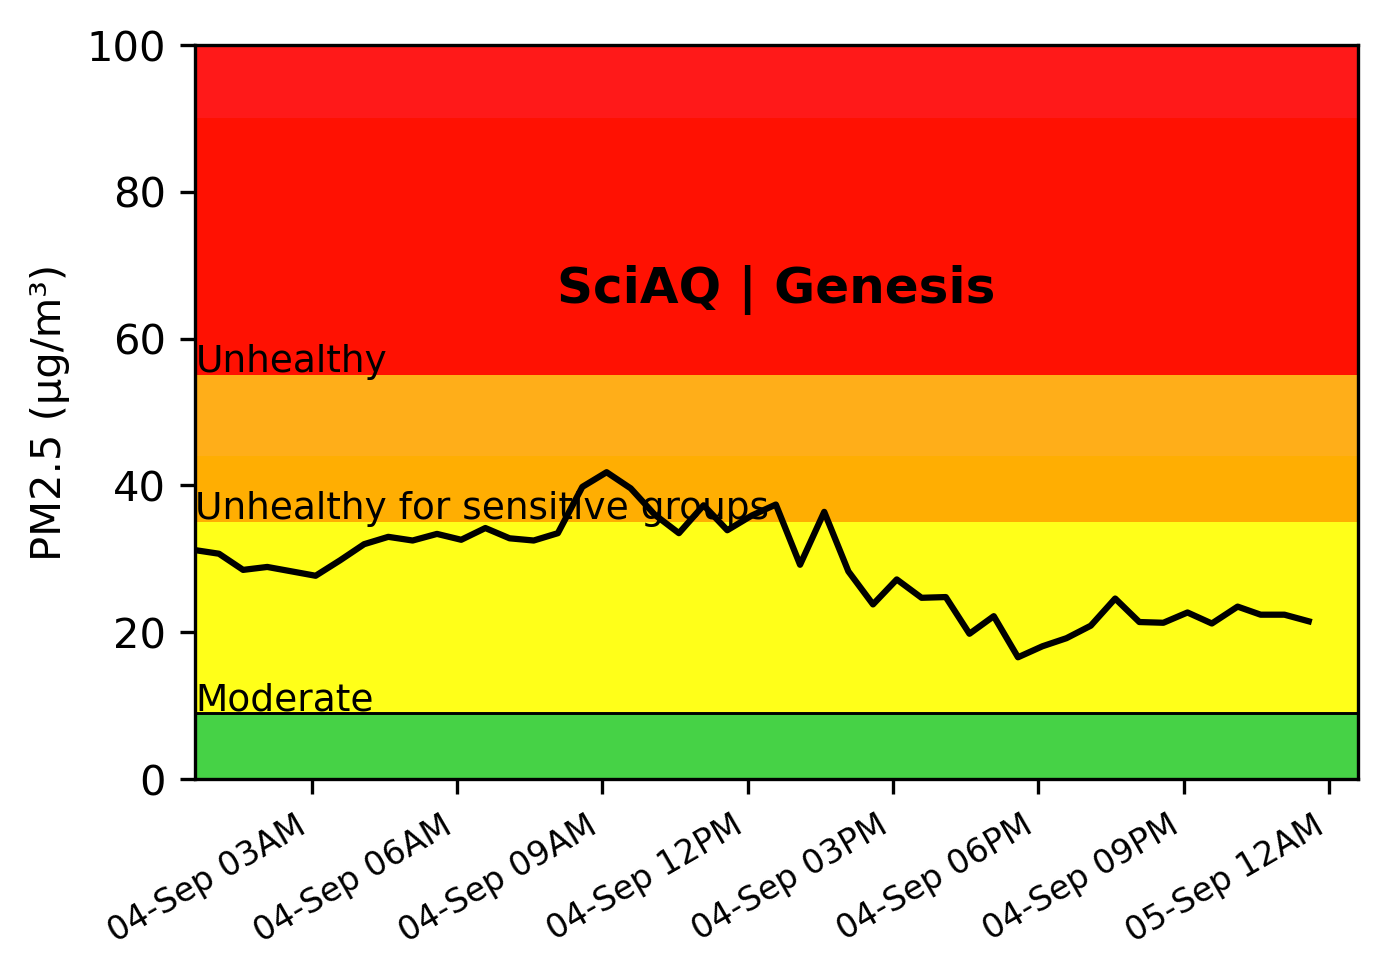 100
80
60
40
20
0
PM2.5 (μg/m³)
SciAQ | Genesis
Unhealthy
Unhealthy for sensitive groups
Moderate
04-Sep 03AM
04-Sep 06AM
04-Sep 09AM
04-Sep 12PM
04-Sep 03PM
04-Sep 06PM
04-Sep 09PM
05-Sep 12AM